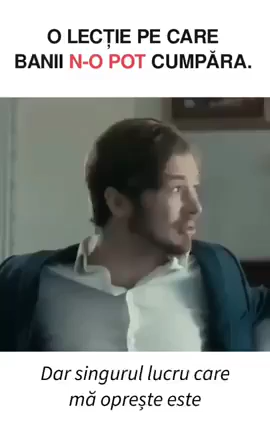 O LECȚIE PE CARE
BANII N-O POT CUMPĂRA.
Dar singurul lucru care
mă oprește este